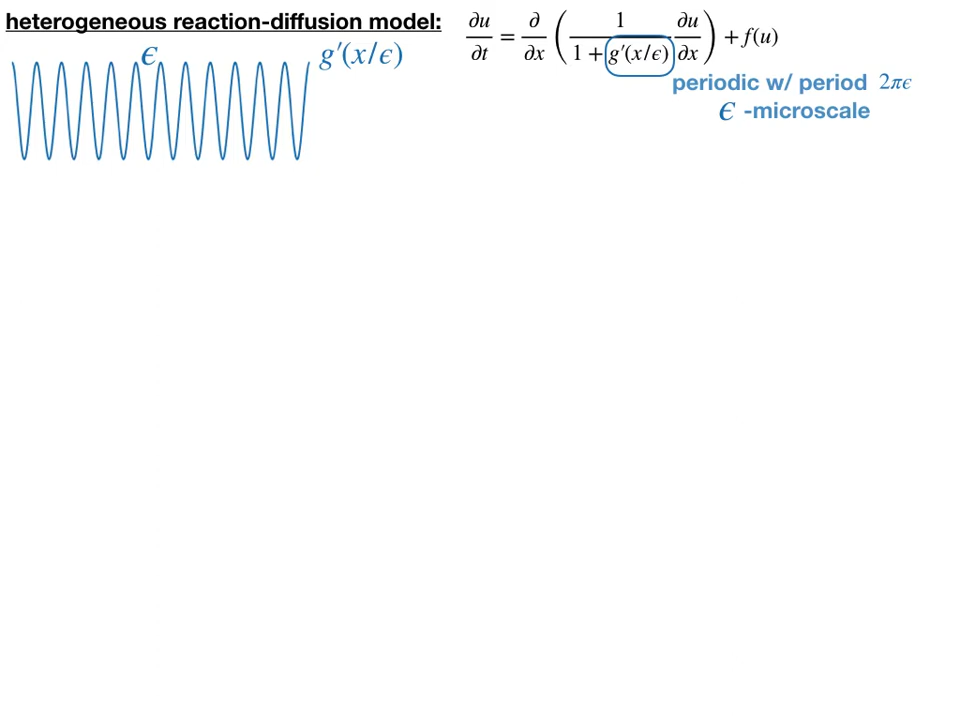 heterogeneous reaction-diffusion model:
∂u/∂t = ∂/∂x ( 1/(1 + g′(x/ϵ)) ∂u/∂x ) + f(u)
ϵ
g′(x/ϵ)
periodic w/ period 2πϵ
ϵ -microscale